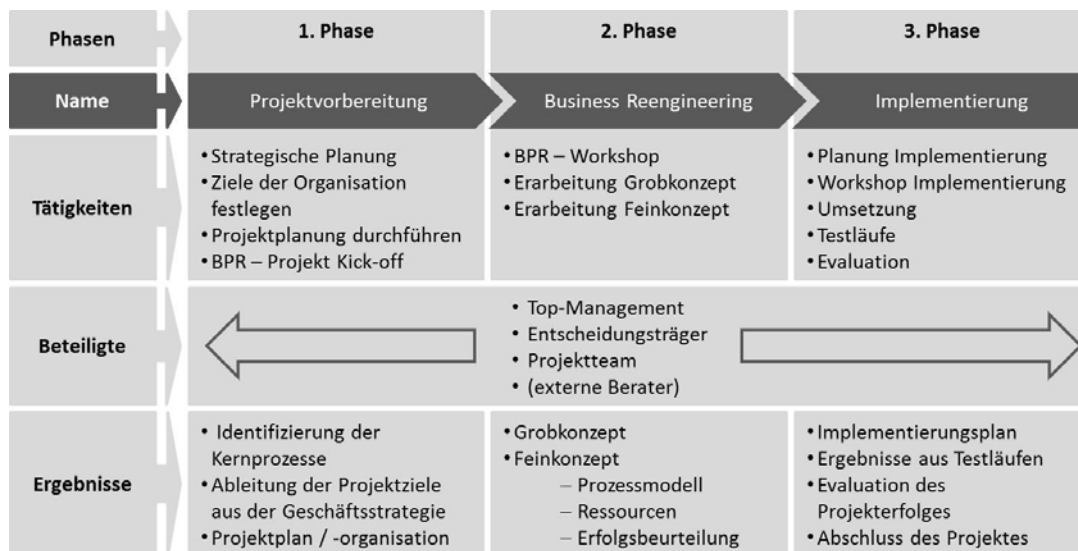 Phasen
1. Phase
2. Phase
3. Phase
Name
Projektvorbereitung
Business Reengineering
Implementierung
Tätigkeiten
• Strategische Planung
• Ziele der Organisation
festlegen
• Projektplanung durchführen
• BPR – Projekt Kick-off
• BPR – Workshop
• Erarbeitung Grobkonzept
• Erarbeitung Feinkonzept
• Planung Implementierung
• Workshop Implementierung
• Umsetzung
• Testläufe
• Evaluation
Beteiligte
• Top-Management
• Entscheidungsträger
• Projektteam
• (externe Berater)
Ergebnisse
• Identifizierung der
Kernprozesse
• Ableitung der Projektziele
aus der Geschäftsstrategie
• Projektplan / -organisation
• Grobkonzept
• Feinkonzept
– Prozessmodell
– Ressourcen
– Erfolgsbeurteilung
• Implementierungsplan
• Ergebnisse aus Testläufen
• Evaluation des
Projekterfolges
• Abschluss des Projektes